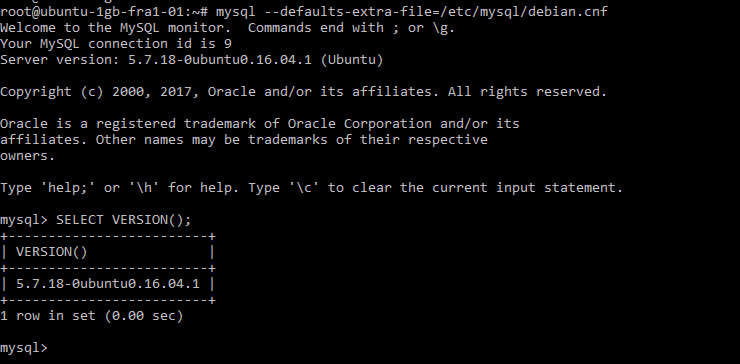 root@ubuntu-1gb-fra1-01:~# mysql --defaults-extra-file=/etc/mysql/debian.cnf
Welcome to the MySQL monitor.  Commands end with ; or \g.
Your MySQL connection id is 9
Server version: 5.7.18-0ubuntu0.16.04.1 (Ubuntu)

Copyright (c) 2000, 2017, Oracle and/or its affiliates. All rights reserved.

Oracle is a registered trademark of Oracle Corporation and/or its
affiliates. Other names may be trademarks of their respective
owners.

Type 'help;' or '\h' for help. Type '\c' to clear the current input statement.

mysql> SELECT VERSION();
+-------------------------+
| VERSION()               |
+-------------------------+
| 5.7.18-0ubuntu0.16.04.1 |
+-------------------------+
1 row in set (0.00 sec)

mysql>